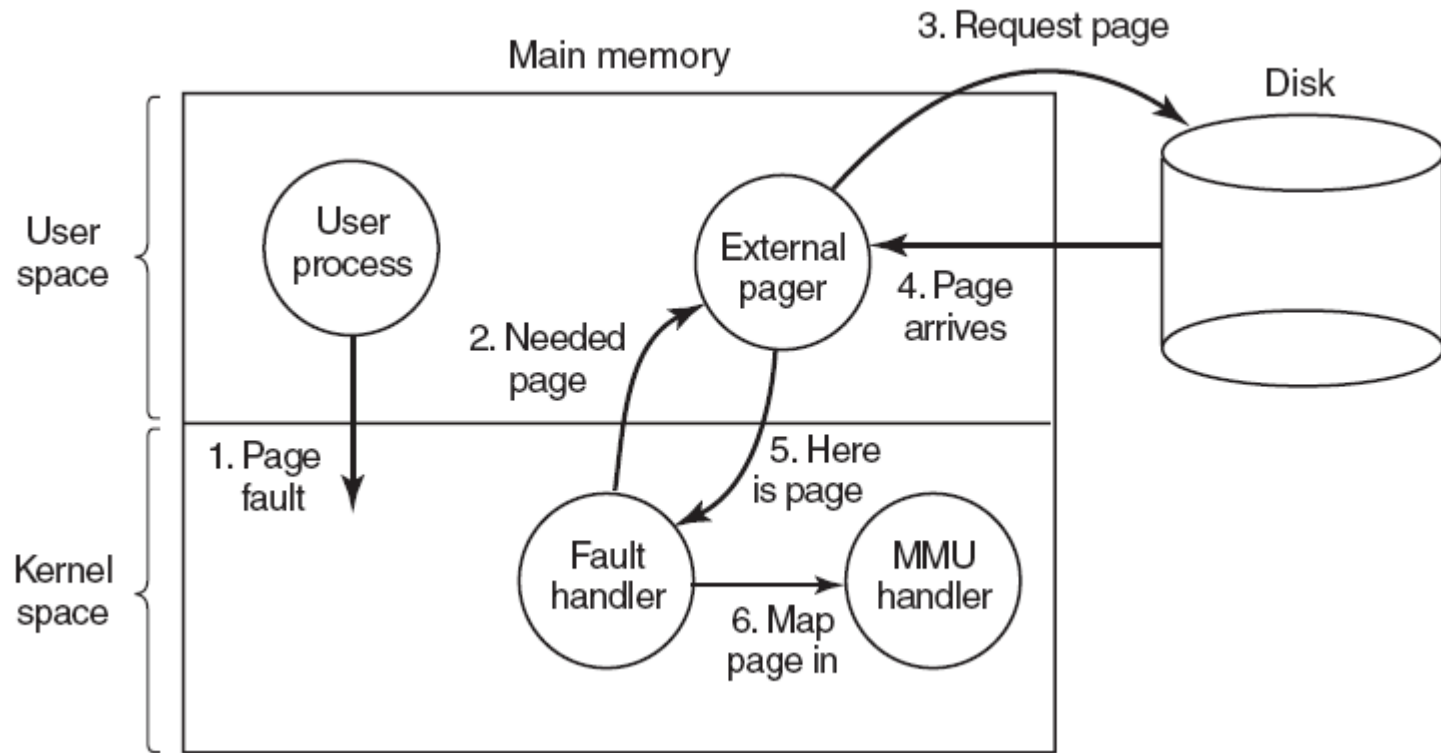 3. Request page
Main memory
Disk
User
space
User
process
External
pager
4. Page
arrives
2. Needed
page
1. Page
fault
5. Here
is page
Kernel
space
Fault
handler
MMU
handler
6. Map
page in